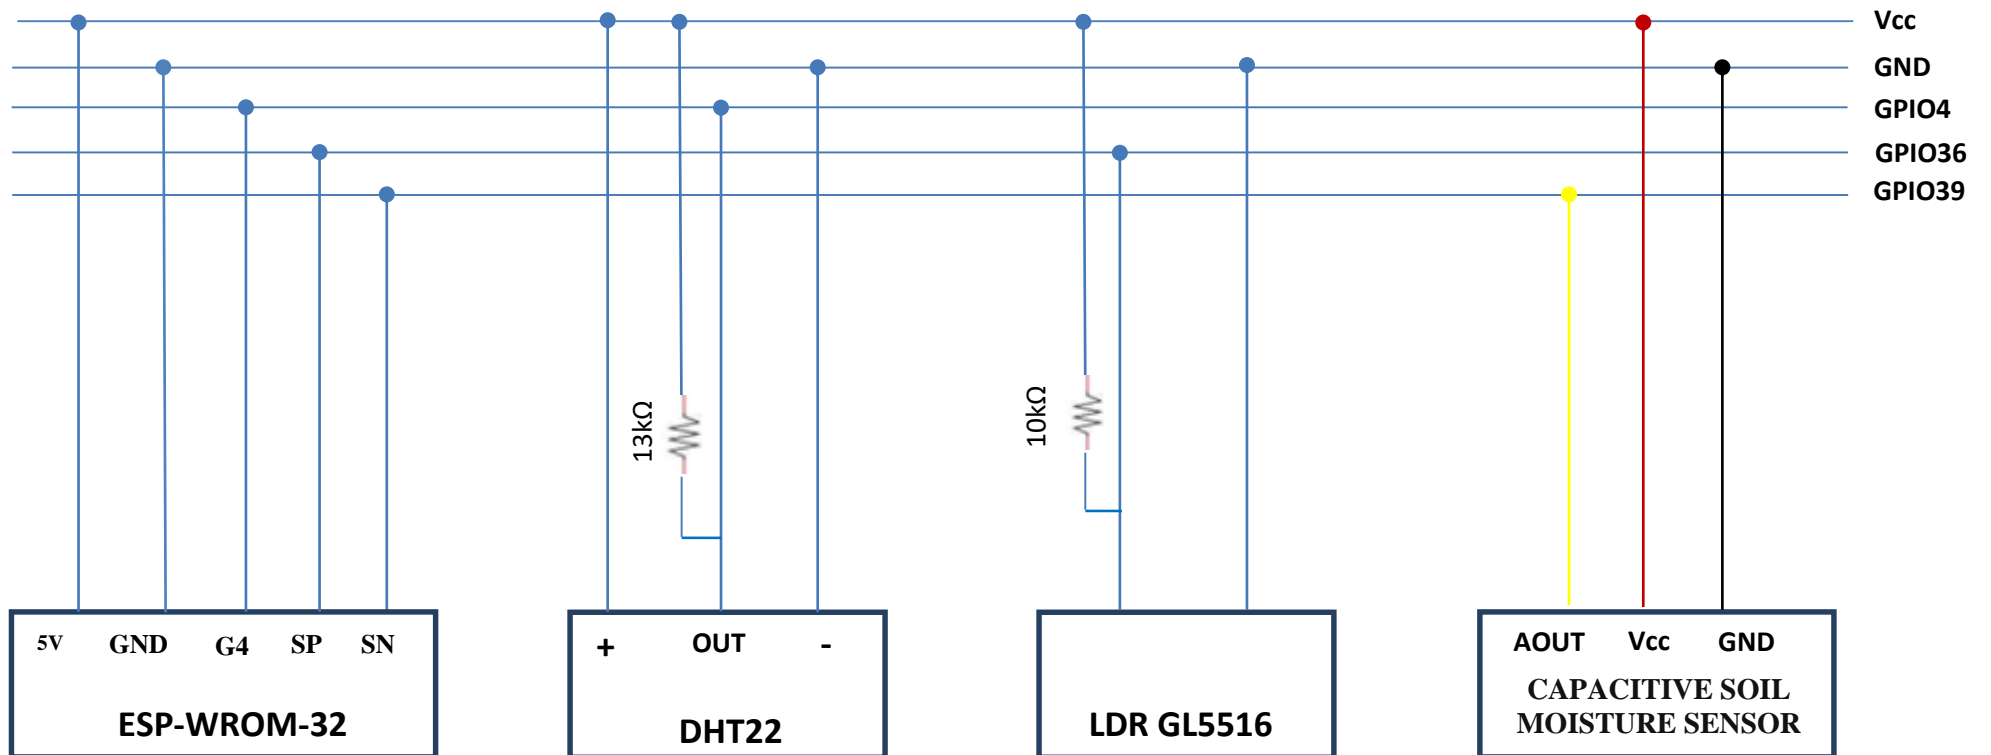 Vcc
GND
GPIO4
GPIO36
GPIO39
13kΩ
10kΩ
5V GND G4 SP SN
ESP-WROM-32
+ OUT -
DHT22
LDR GL5516
AOUT Vcc GND
CAPACITIVE SOIL
MOISTURE SENSOR